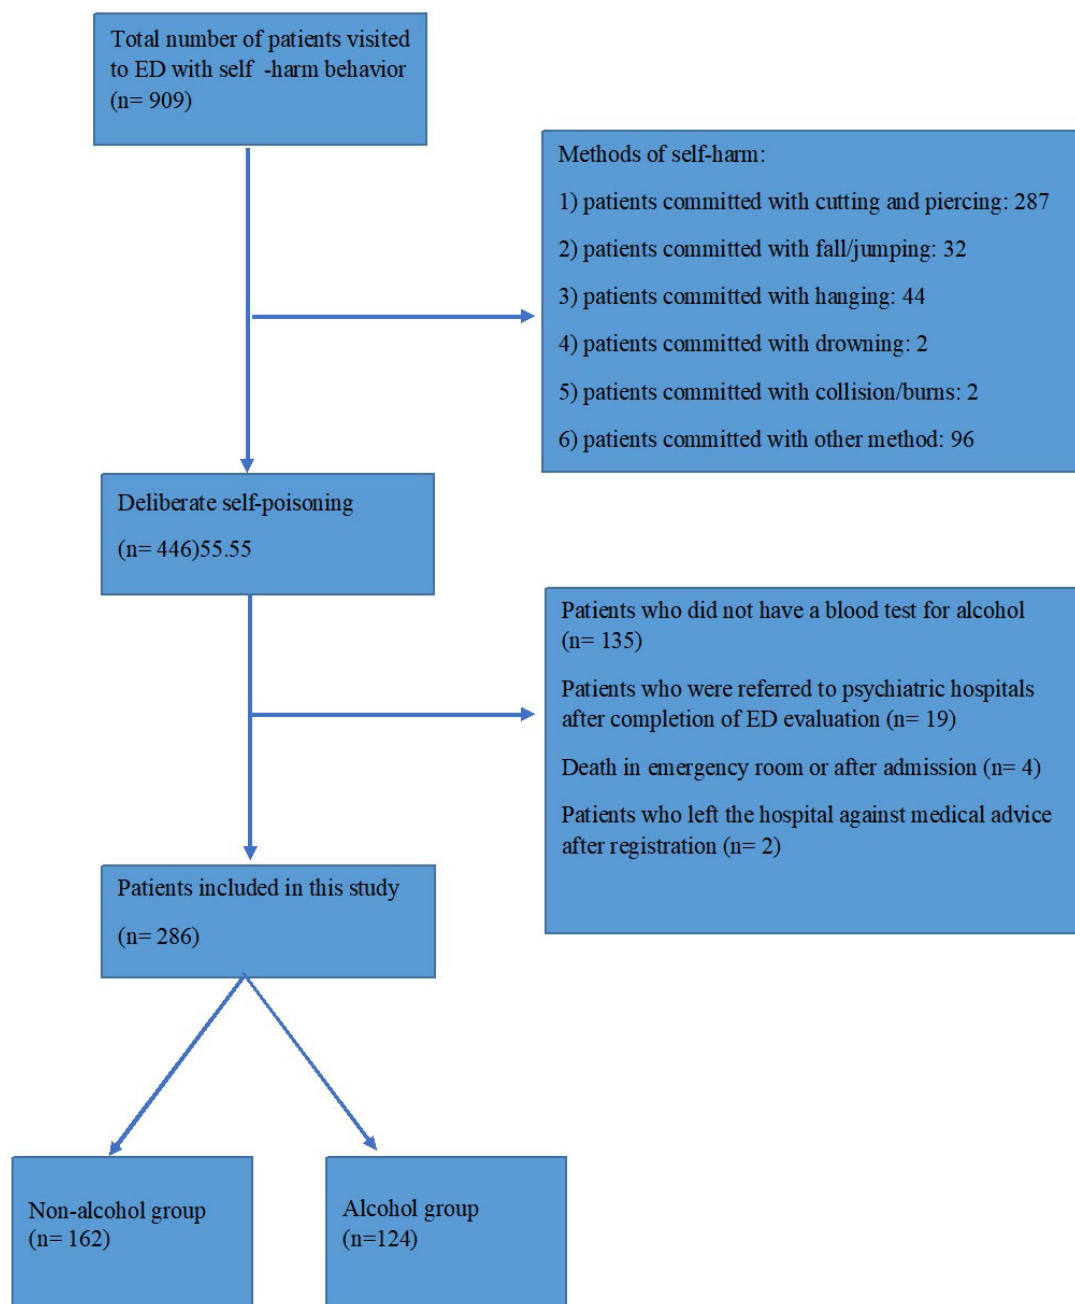 Total number of patients visited
to ED with self -harm behavior
(n= 909)
Methods of self-harm:
1) patients committed with cutting and piercing: 287
2) patients committed with fall/jumping: 32
3) patients committed with hanging: 44
4) patients committed with drowning: 2
5) patients committed with collision/burns: 2
6) patients committed with other method: 96
Deliberate self-poisoning
(n= 446)55.55
Patients who did not have a blood test for alcohol
(n= 135)
Patients who were referred to psychiatric hospitals
after completion of ED evaluation (n= 19)
Death in emergency room or after admission (n= 4)
Patients who left the hospital against medical advice
after registration (n= 2)
Patients included in this study
(n= 286)
Non-alcohol group
(n= 162)
Alcohol group
(n=124)